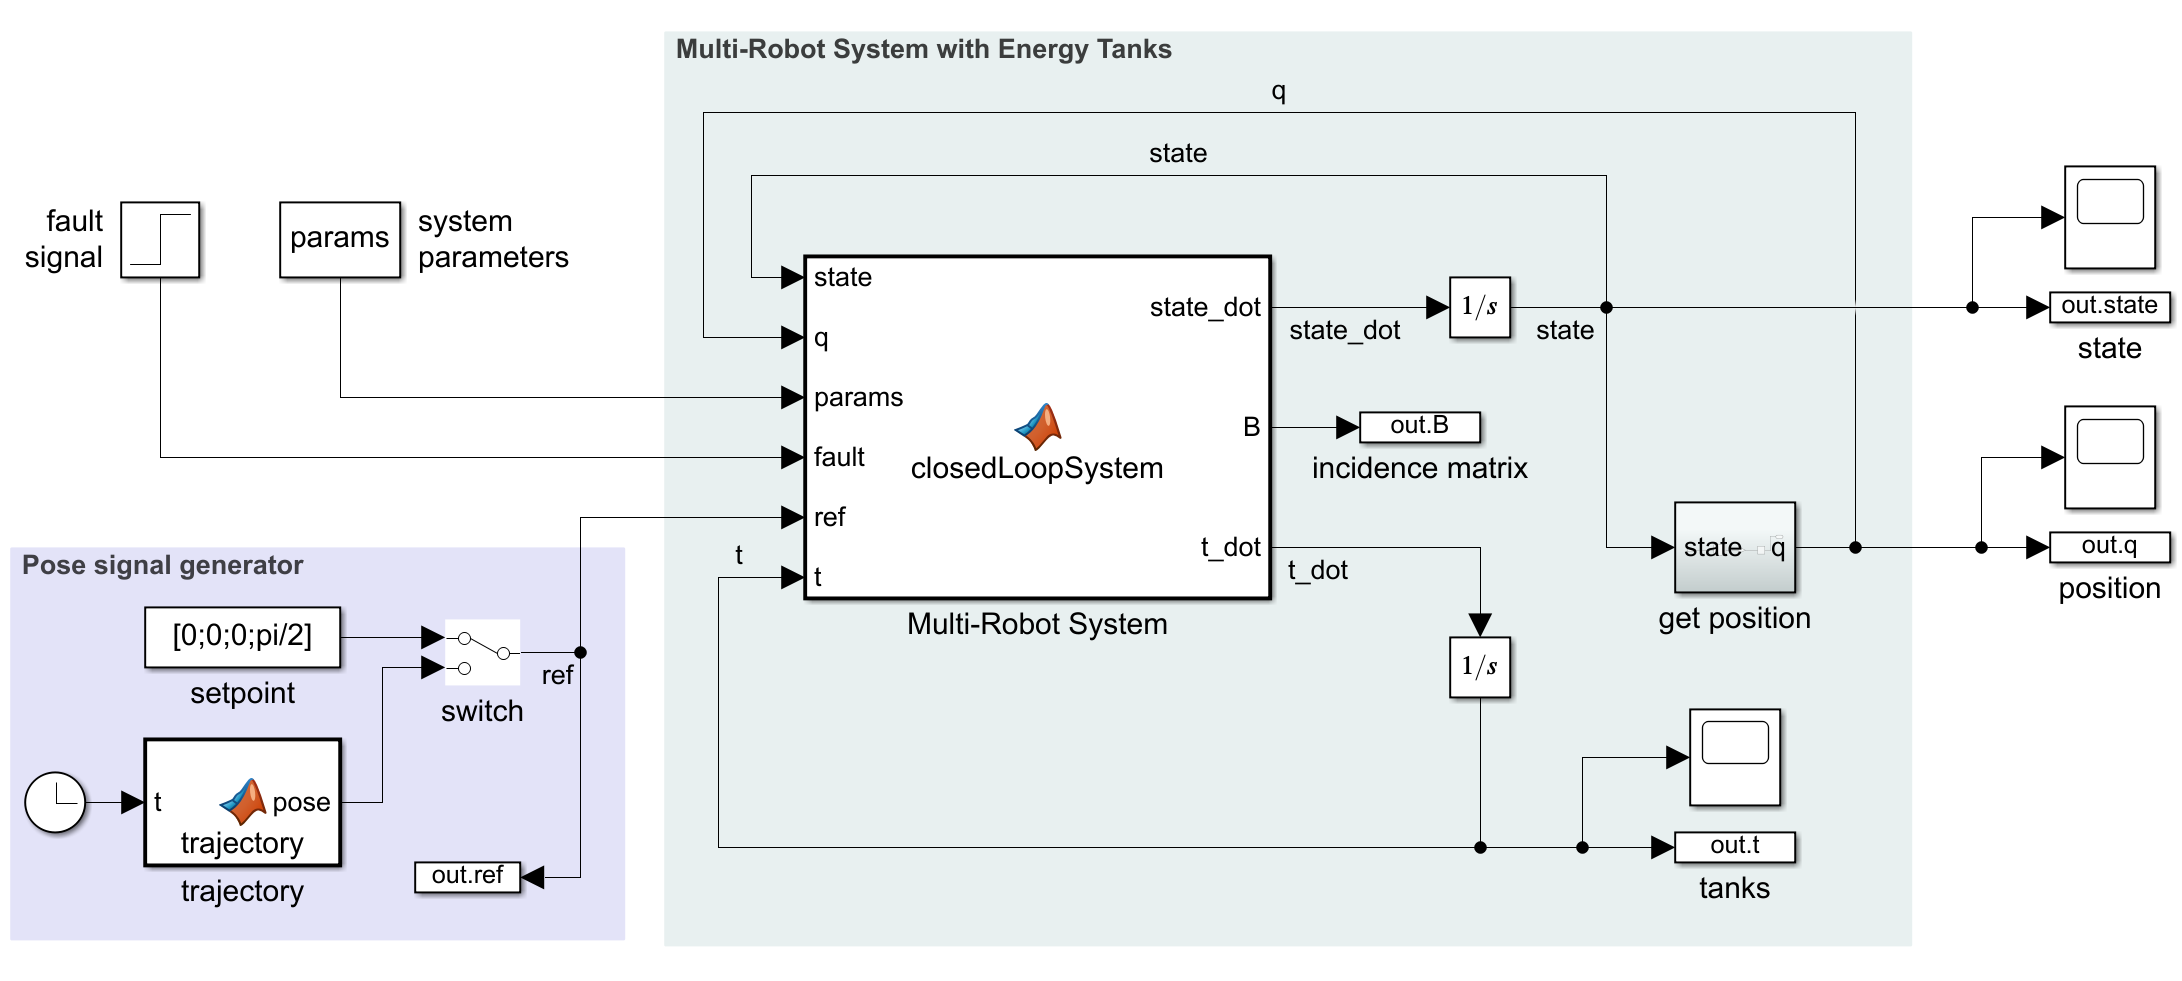 Multi-Robot System with Energy Tanks
q
state
fault
signal
params
system
parameters
state
q
params
fault
ref
t
state_dot
B
t_dot
closedLoopSystem
Multi-Robot System
t
state_dot
1/s
state
out.B
incidence matrix
t_dot
1/s
state
q
get position
out.state
state
out.q
position
out.t
tanks
Pose signal generator
[0;0;0;pi/2]
setpoint
switch
ref
t
pose
trajectory
trajectory
out.ref